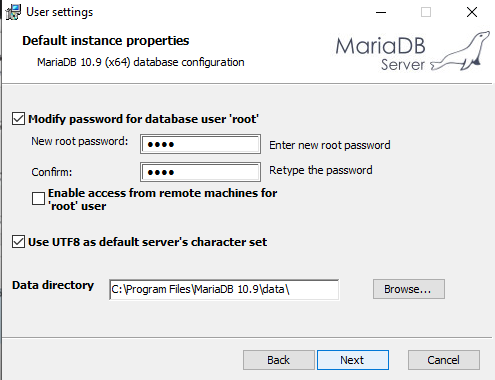 User settings
Default instance properties
MariaDB 10.9 (x64) database configuration
MariaDB
Server
Modify password for database user 'root'
New root password: ●●●● Enter new root password
Confirm: ●●●● Retype the password
Enable access from remote machines for
'root' user
Use UTF8 as default server's character set
Data directory C:\Program Files\MariaDB 10.9\data\ Browse...
Back Next Cancel